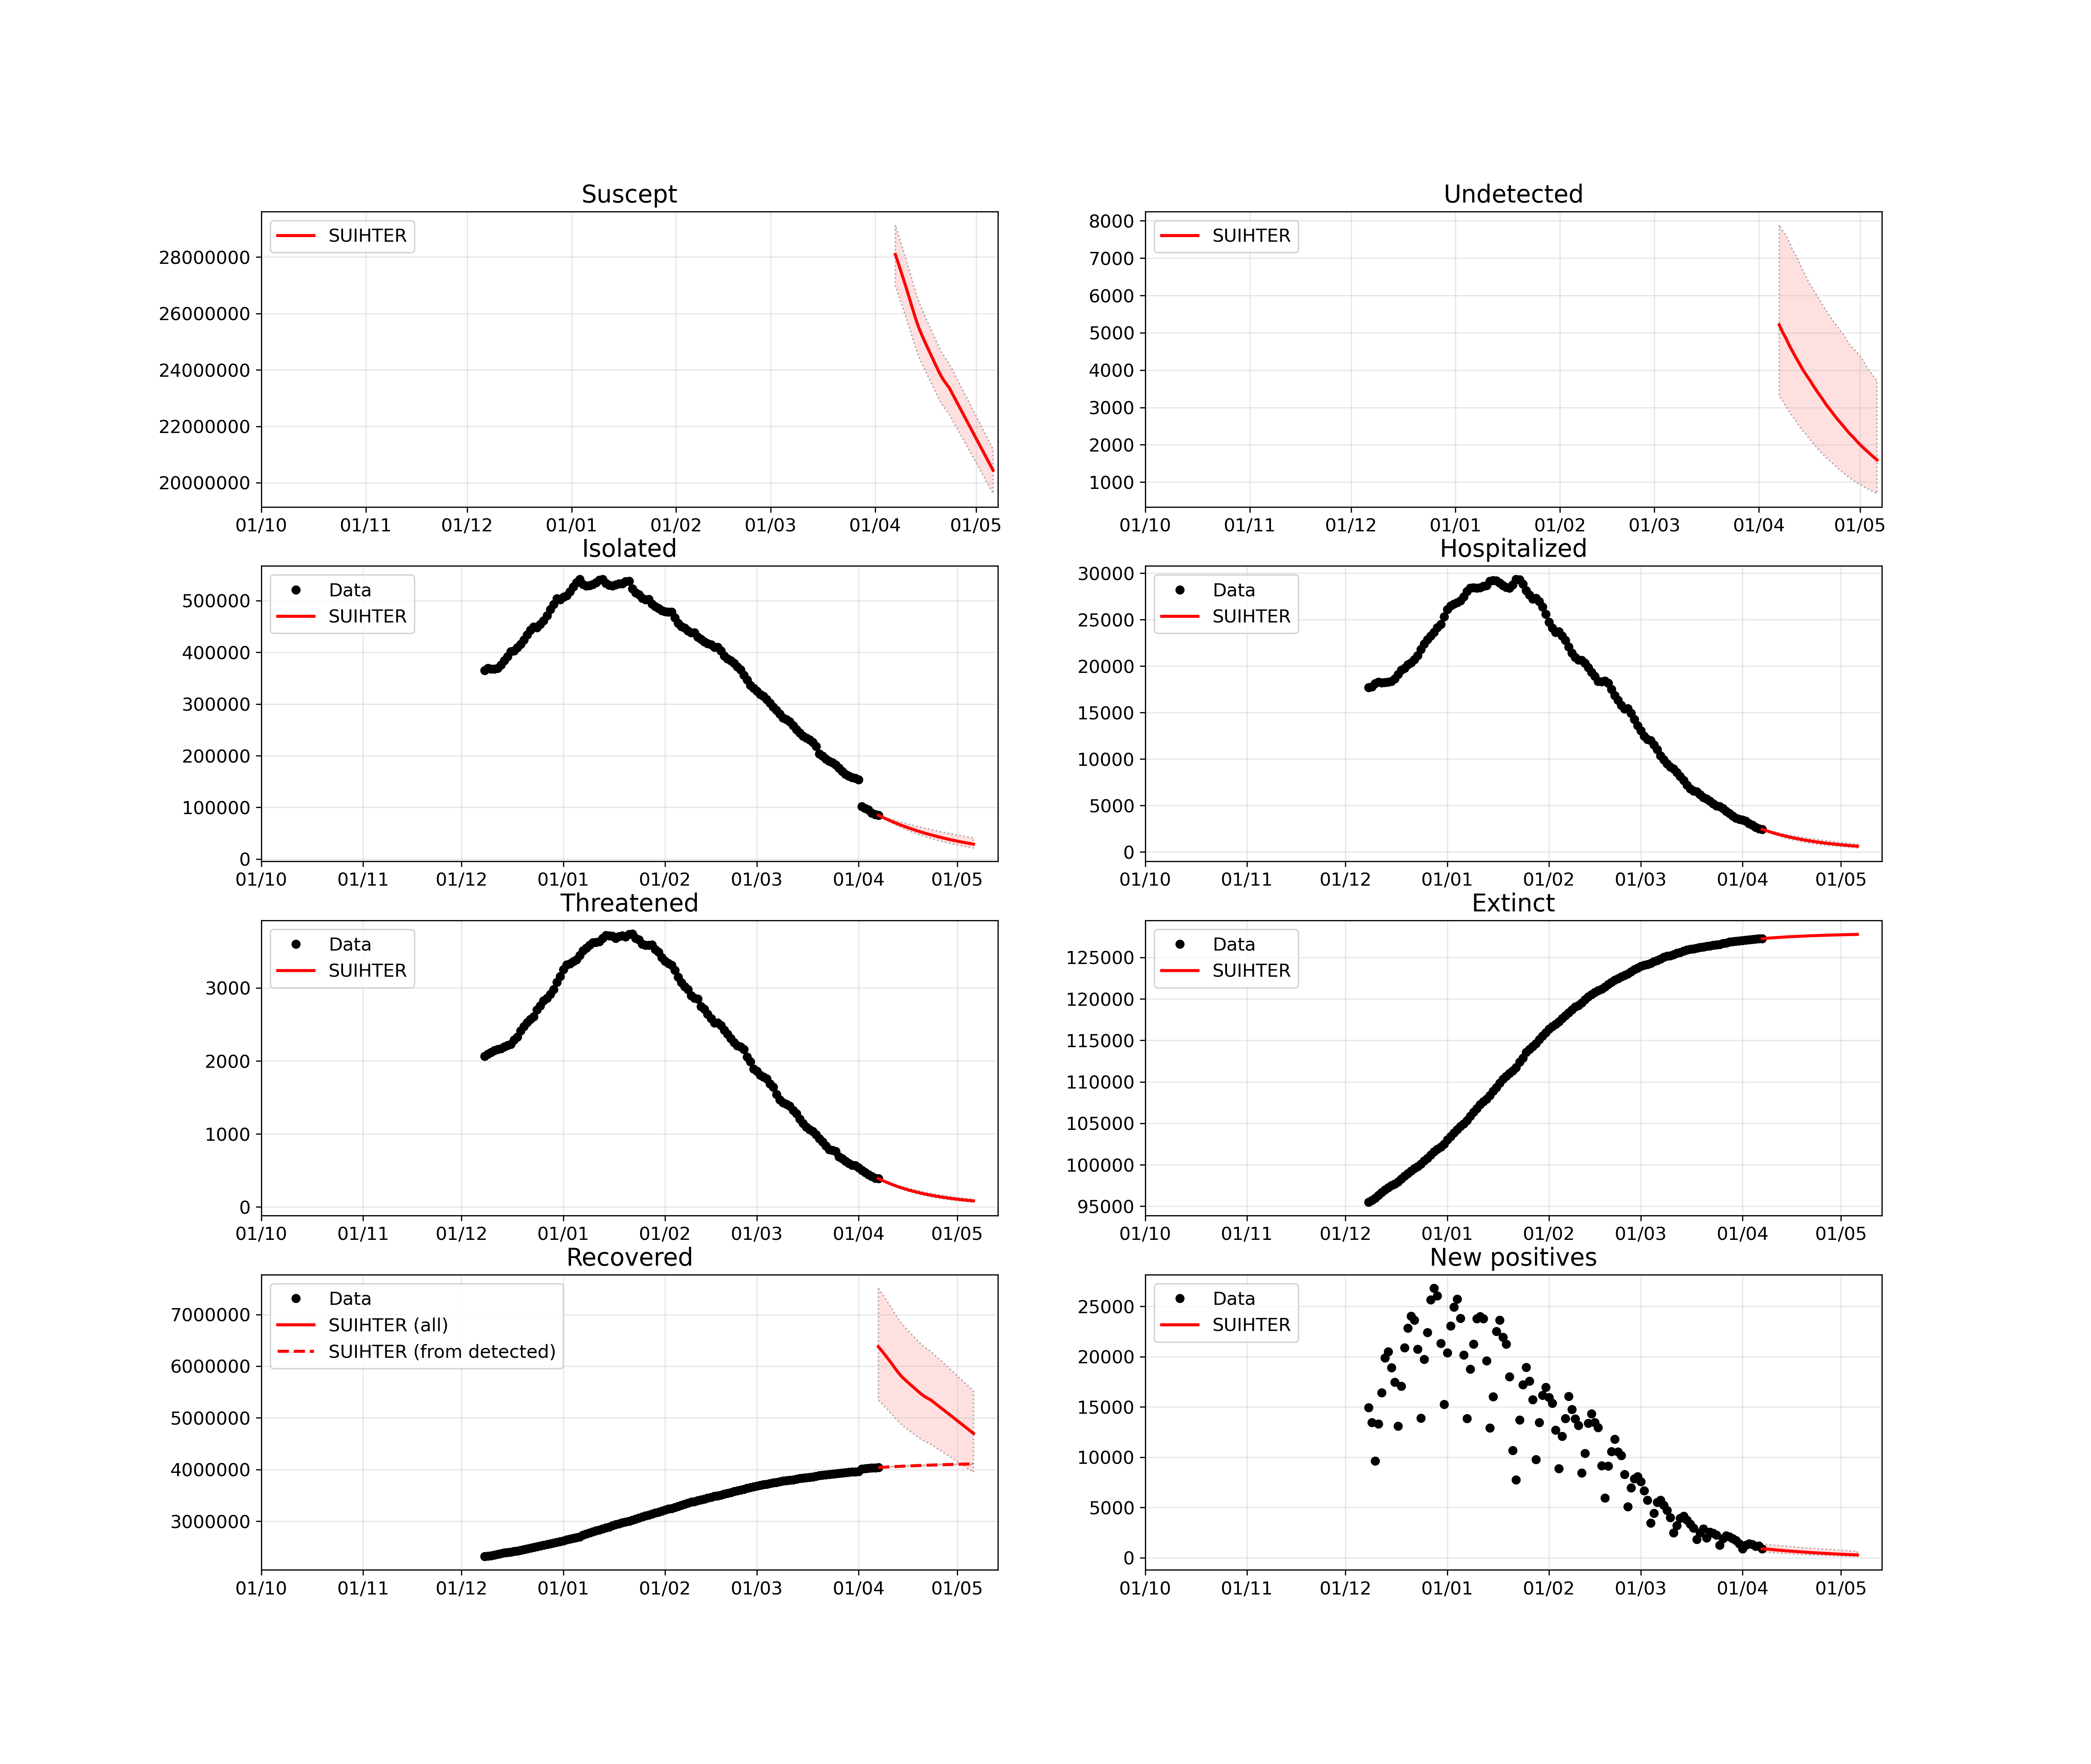 Suscept
SUIHTER
28000000
26000000
24000000
22000000
20000000
01/10 01/11 01/12 01/01 01/02 01/03 01/04 01/05
Undetected
SUIHTER
8000
7000
6000
5000
4000
3000
2000
1000
01/10 01/11 01/12 01/01 01/02 01/03 01/04 01/05
Isolated
Data
SUIHTER
500000
400000
300000
200000
100000
0
01/10 01/11 01/12 01/01 01/02 01/03 01/04 01/05
Hospitalized
Data
SUIHTER
30000
25000
20000
15000
10000
5000
0
01/10 01/11 01/12 01/01 01/02 01/03 01/04 01/05
Threatened
Data
SUIHTER
3000
2000
1000
0
01/10 01/11 01/12 01/01 01/02 01/03 01/04 01/05
Extinct
Data
SUIHTER
125000
120000
115000
110000
105000
100000
95000
01/10 01/11 01/12 01/01 01/02 01/03 01/04 01/05
Recovered
Data
SUIHTER (all)
SUIHTER (from detected)
7000000
6000000
5000000
4000000
3000000
01/10 01/11 01/12 01/01 01/02 01/03 01/04 01/05
New positives
Data
SUIHTER
25000
20000
15000
10000
5000
0
01/10 01/11 01/12 01/01 01/02 01/03 01/04 01/05